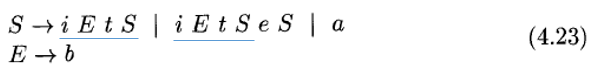 S → i E t S | i E t S e S | a
E → b (4.23)